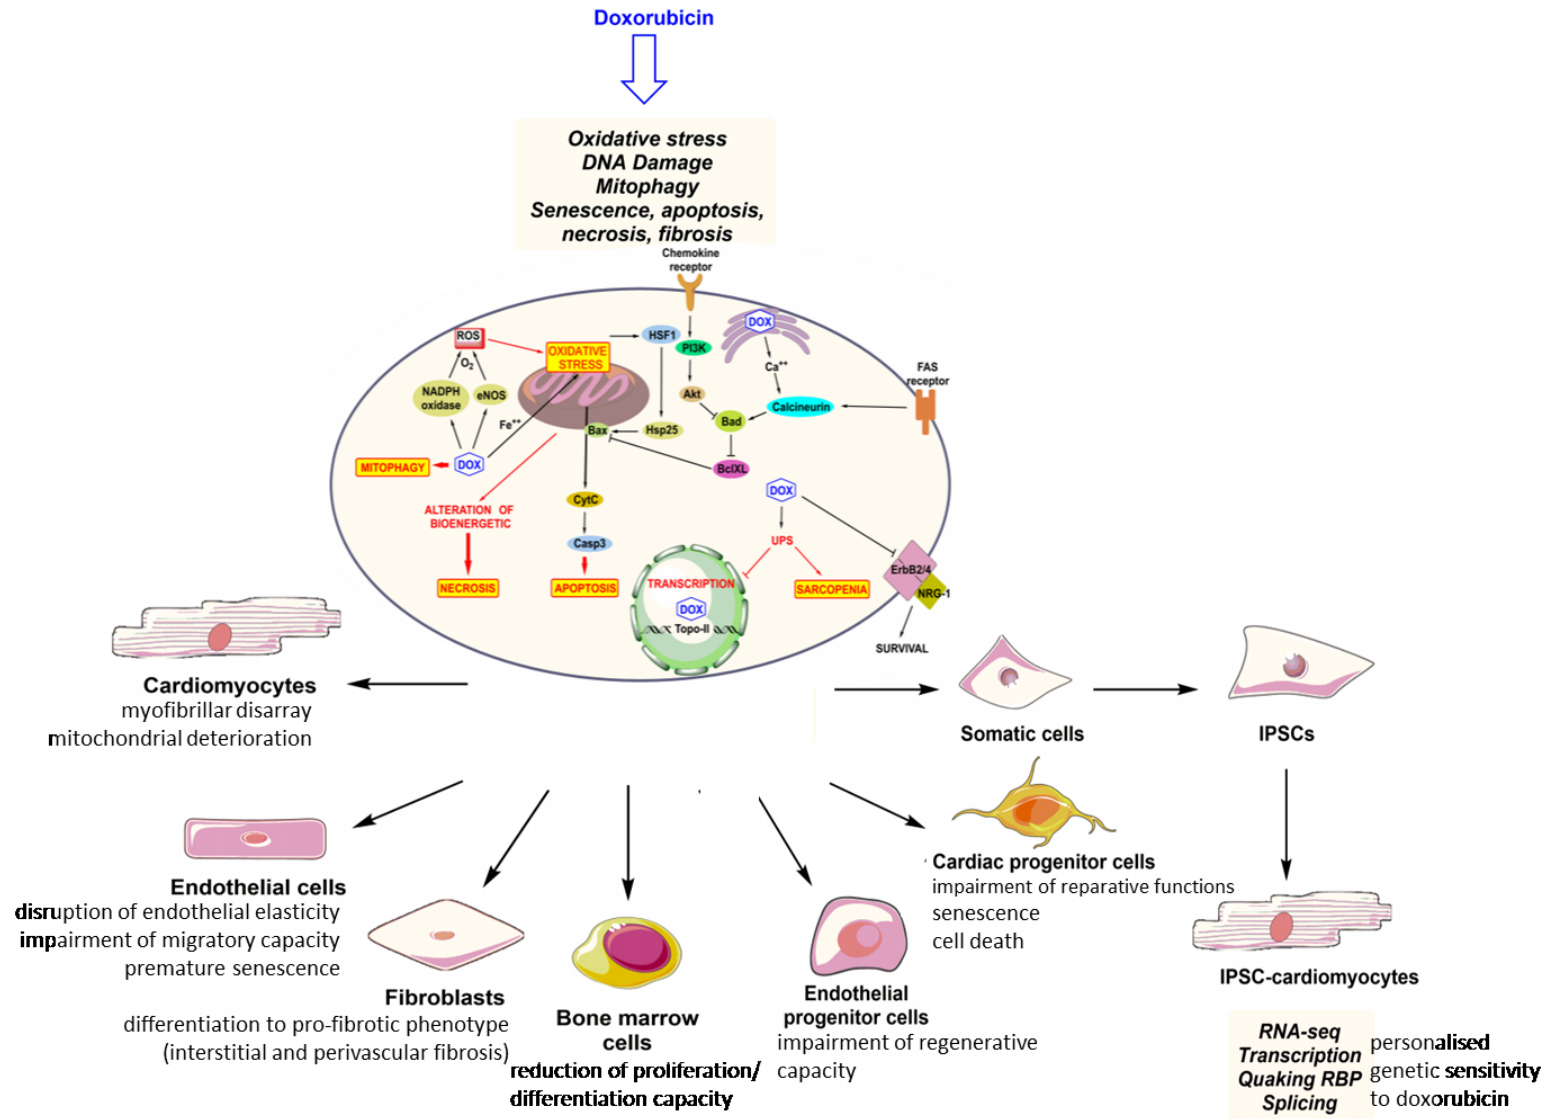 Doxorubicin
Oxidative stress
DNA Damage
Mitophagy
Senescence, apoptosis,
necrosis, fibrosis
Chemokine
receptor
ROS
O2
NADPH
oxidase
eNOS
Fe++
DOX
MITOPHAGY
OXIDATIVE
STRESS
HSF1
PI3K
DOX
Ca++
Akt
Calcineurin
FAS
receptor
Bad
Bax
Hsp25
BclXL
ALTERATION OF
BIOENERGETIC
CytC
Casp3
NECROSIS
APOPTOSIS
DOX
UPS
TRANSCRIPTION
DOX
Topo-II
SARCOPENIA
ErbB2/4
NRG-1
SURVIVAL
Cardiomyocytes
myofibrillar disarray
mitochondrial deterioration
Somatic cells
IPSCs
Endothelial cells
disruption of endothelial elasticity
impairment of migratory capacity
premature senescence
Fibroblasts
differentiation to pro-fibrotic phenotype
(interstitial and perivascular fibrosis)
Bone marrow
cells
reduction of proliferation/
differentiation capacity
Endothelial
progenitor cells
impairment of regenerative
capacity
Cardiac progenitor cells
impairment of reparative functions
senescence
cell death
IPSC-cardiomyocytes
RNA-seq
Transcription
Quaking RBP
Splicing
personalised
genetic sensitivity
to doxorubicin